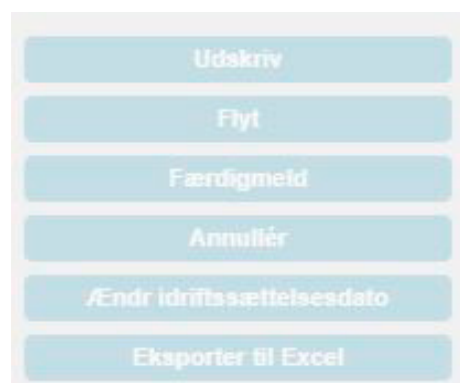 Udskriv
Flyt
Færdigmeld
Annullér
Ændr idriftssættelsesdato
Eksporter til Excel